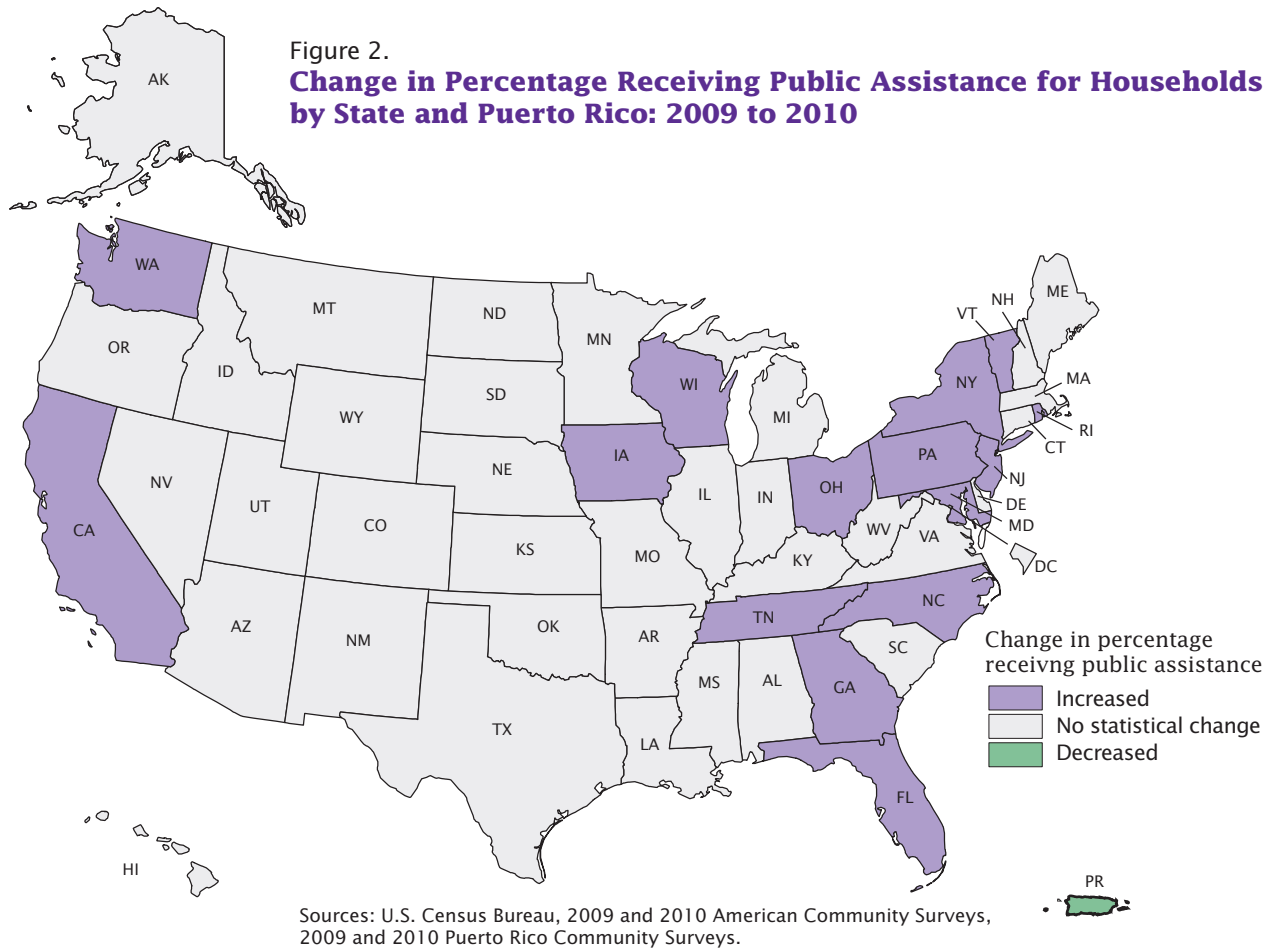 Figure 2.
Change in Percentage Receiving Public Assistance for Households
by State and Puerto Rico: 2009 to 2010
AK
WA
MT
ND
MN
OR
ID
SD
WI
WY
MI
NE
IA
NV
UT
CO
KS
IL
IN
OH
MO
KY
WV
VA
PA
NY
VT
NH
ME
MA
RI
CT
NJ
DE
MD
DC
CA
AZ
NM
OK
AR
TN
NC
SC
MS
AL
GA
TX
LA
FL
HI
PR
Change in percentage
receivng public assistance
Increased
No statistical change
Decreased
Sources: U.S. Census Bureau, 2009 and 2010 American Community Surveys,
2009 and 2010 Puerto Rico Community Surveys.